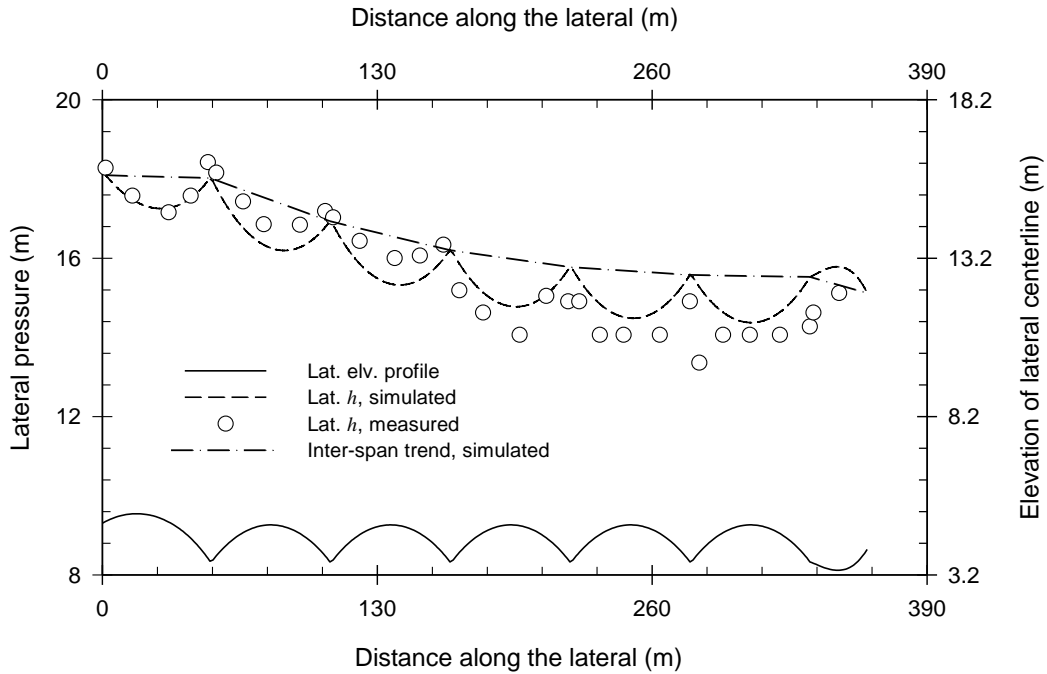 Distance along the lateral (m)
0 130 260 390
20 18.2
16 13.2
12 8.2
8 3.2
Lateral pressure (m)
Elevation of lateral centerline (m)
Lat. elv. profile
Lat. h, simulated
Lat. h, measured
Inter-span trend, simulated
0 130 260 390
Distance along the lateral (m)